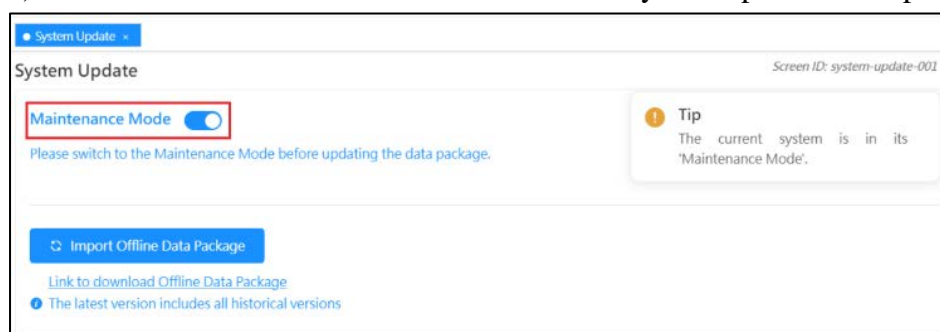 System Update ×
System Update
Screen ID: system-update-001
Maintenance Mode
Please switch to the Maintenance Mode before updating the data package.
Tip
The current system is in its
'Maintenance Mode'.
Import Offline Data Package
Link to download Offline Data Package
The latest version includes all historical versions